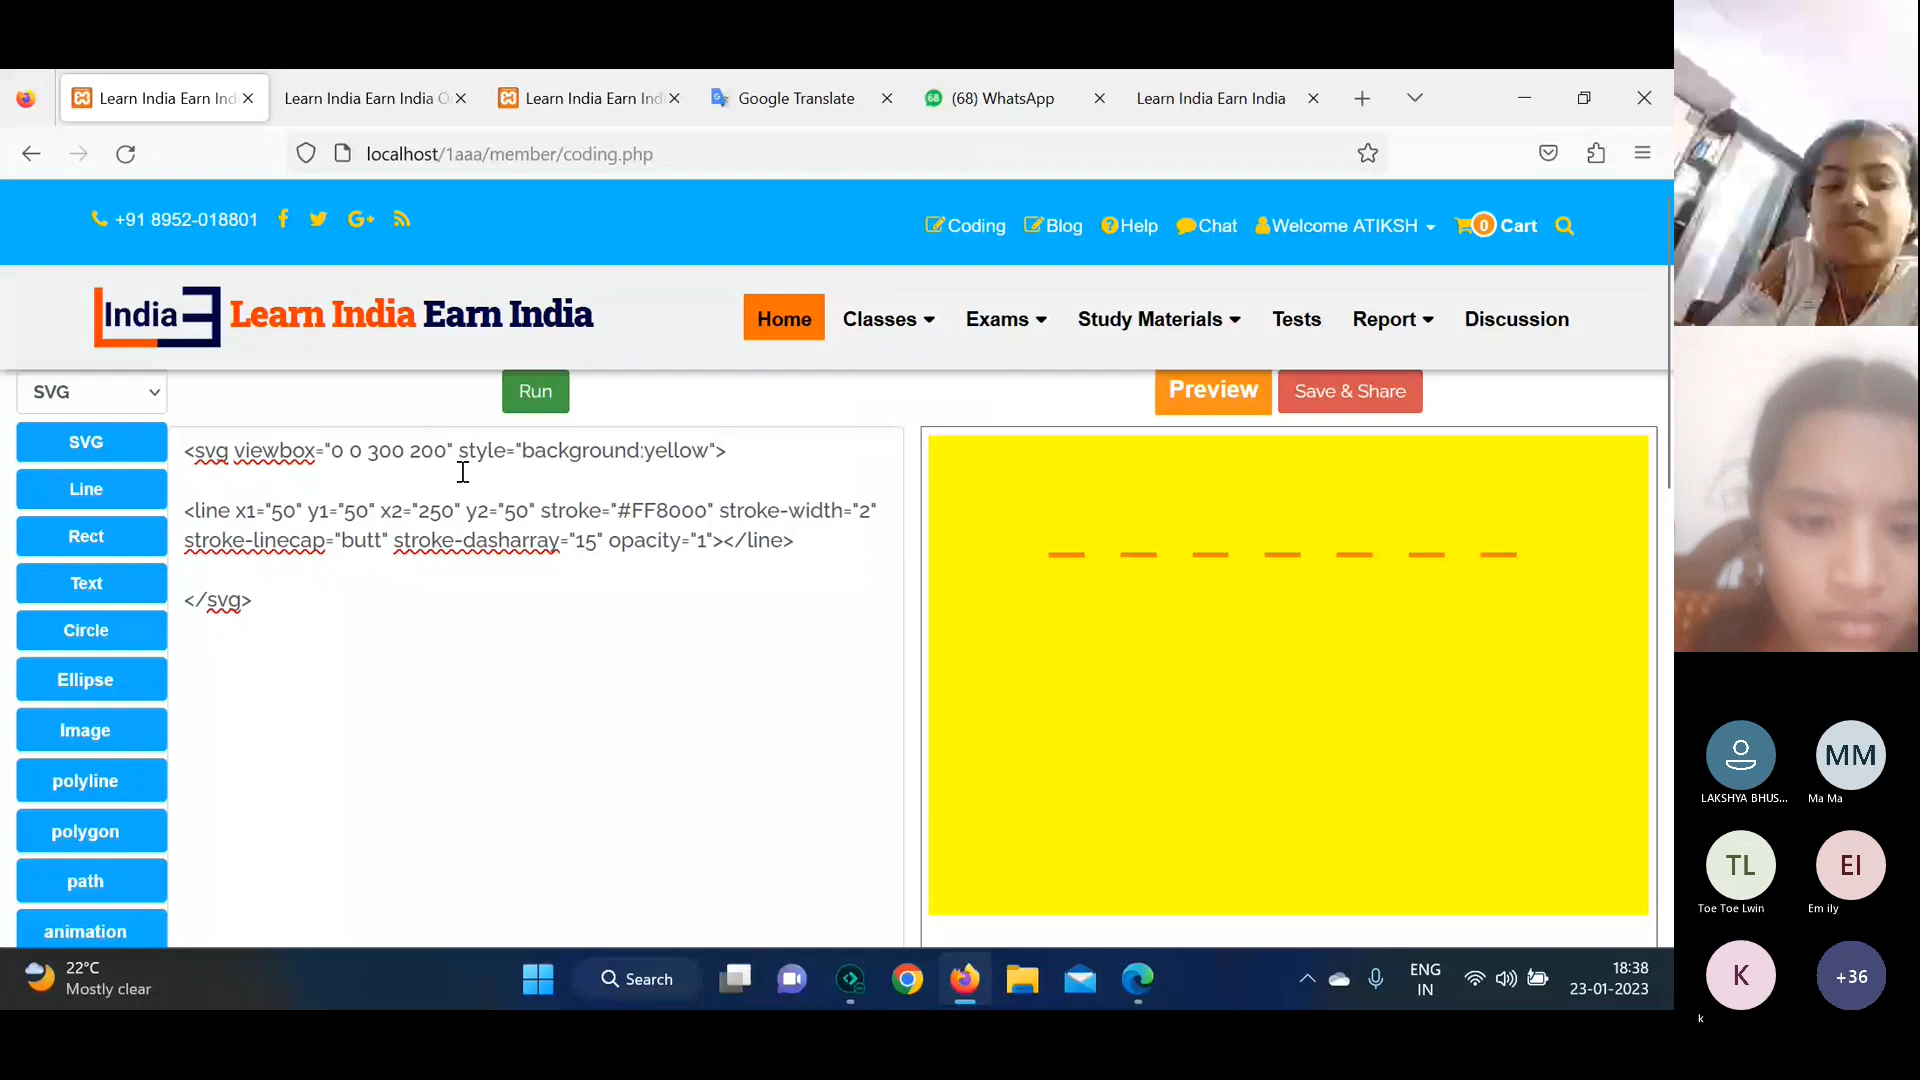 Learn India Earn Ind
Learn India Earn India O
Learn India Earn Ind
Google Translate
(68) WhatsApp
Learn India Earn India
localhost/1aaa/member/coding.php
+91 8952-018801
Coding
Blog
Help
Chat
Welcome ATIKSH
0
Cart
India
Learn India Earn India
Home
Classes
Exams
Study Materials
Tests
Report
Discussion
SVG
Run
Preview
Save & Share
SVG
Line
Rect
Text
Circle
Ellipse
Image
polyline
polygon
path
animation
<svg viewbox="0 0 300 200" style="background:yellow">
<line x1="50" y1="50" x2="250" y2="50" stroke="#FF8000" stroke-width="2"
stroke-linecap="butt" stroke-dasharray="15" opacity="1"></line>
</svg>
LAKSHYA BHUS...
MM
Ma Ma
TL
Toe Toe Lwin
EI
Em ily
K
k
+36
22°C
Mostly clear
Search
ENG
IN
18:38
23-01-2023